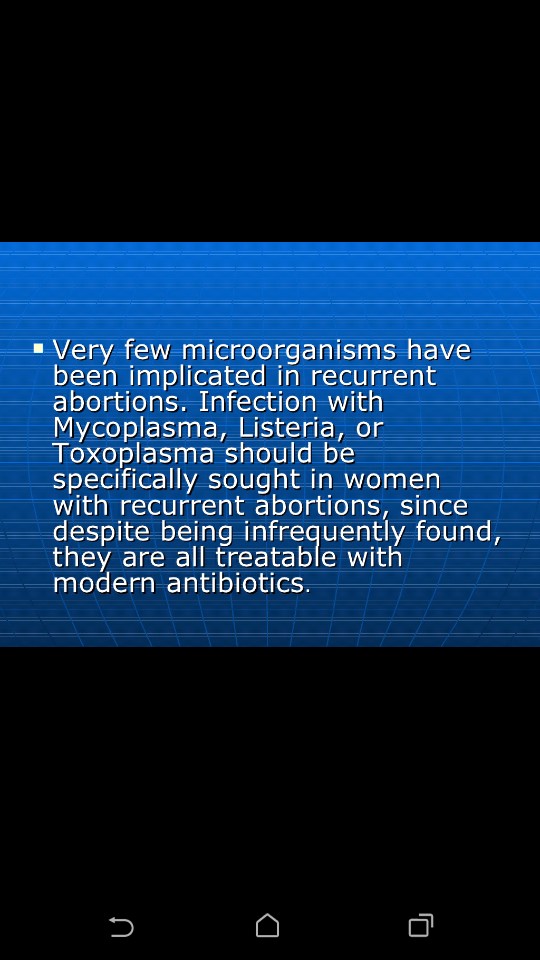 Very few microorganisms have
been implicated in recurrent
abortions. Infection with
Mycoplasma, Listeria, or
Toxoplasma should be
specifically sought in women
with recurrent abortions, since
despite being infrequently found,
they are all treatable with
modern antibiotics.